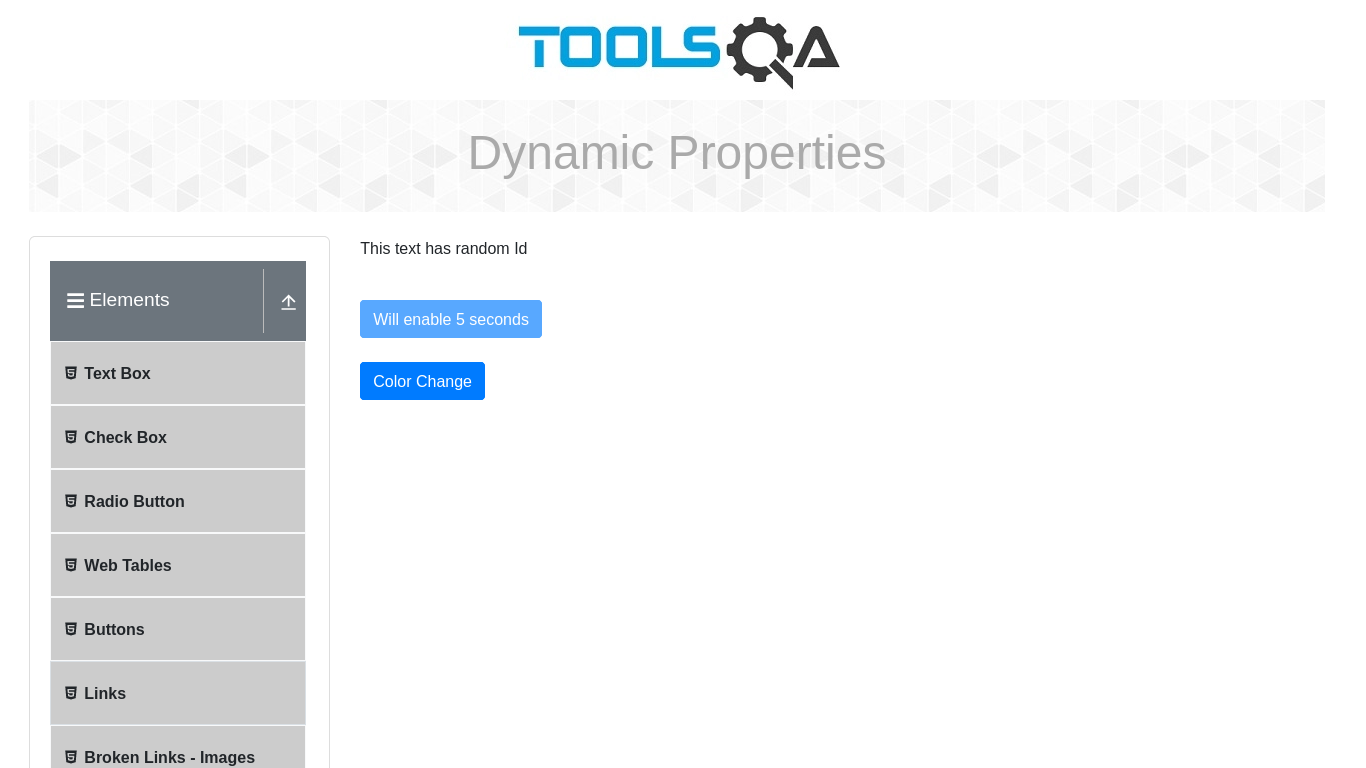 TOOLSQA
Dynamic Properties
Elements
Text Box
Check Box
Radio Button
Web Tables
Buttons
Links
Broken Links - Images
This text has random Id
Will enable 5 seconds
Color Change